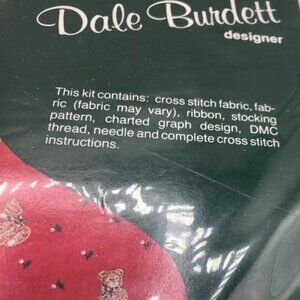 Dale Burdett
designer
This kit contains: cross stitch fabric, fab-
ric (fabric may vary), ribbon, stocking
pattern, charted graph design, DMC
thread, needle and complete cross stitch
instructions.